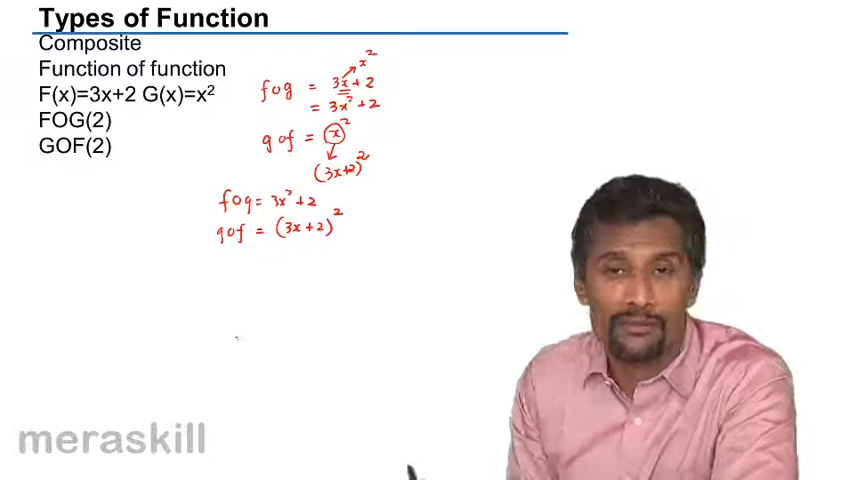 Types of Function
Composite
Function of function
F(x)=3x+2 G(x)=x²
FOG(2)
GOF(2)
x²
fog = 3x+2
= 3x²+2
gof = x²
(3x+2)²
fog = 3x²+2
gof = (3x+2)²
meraskill